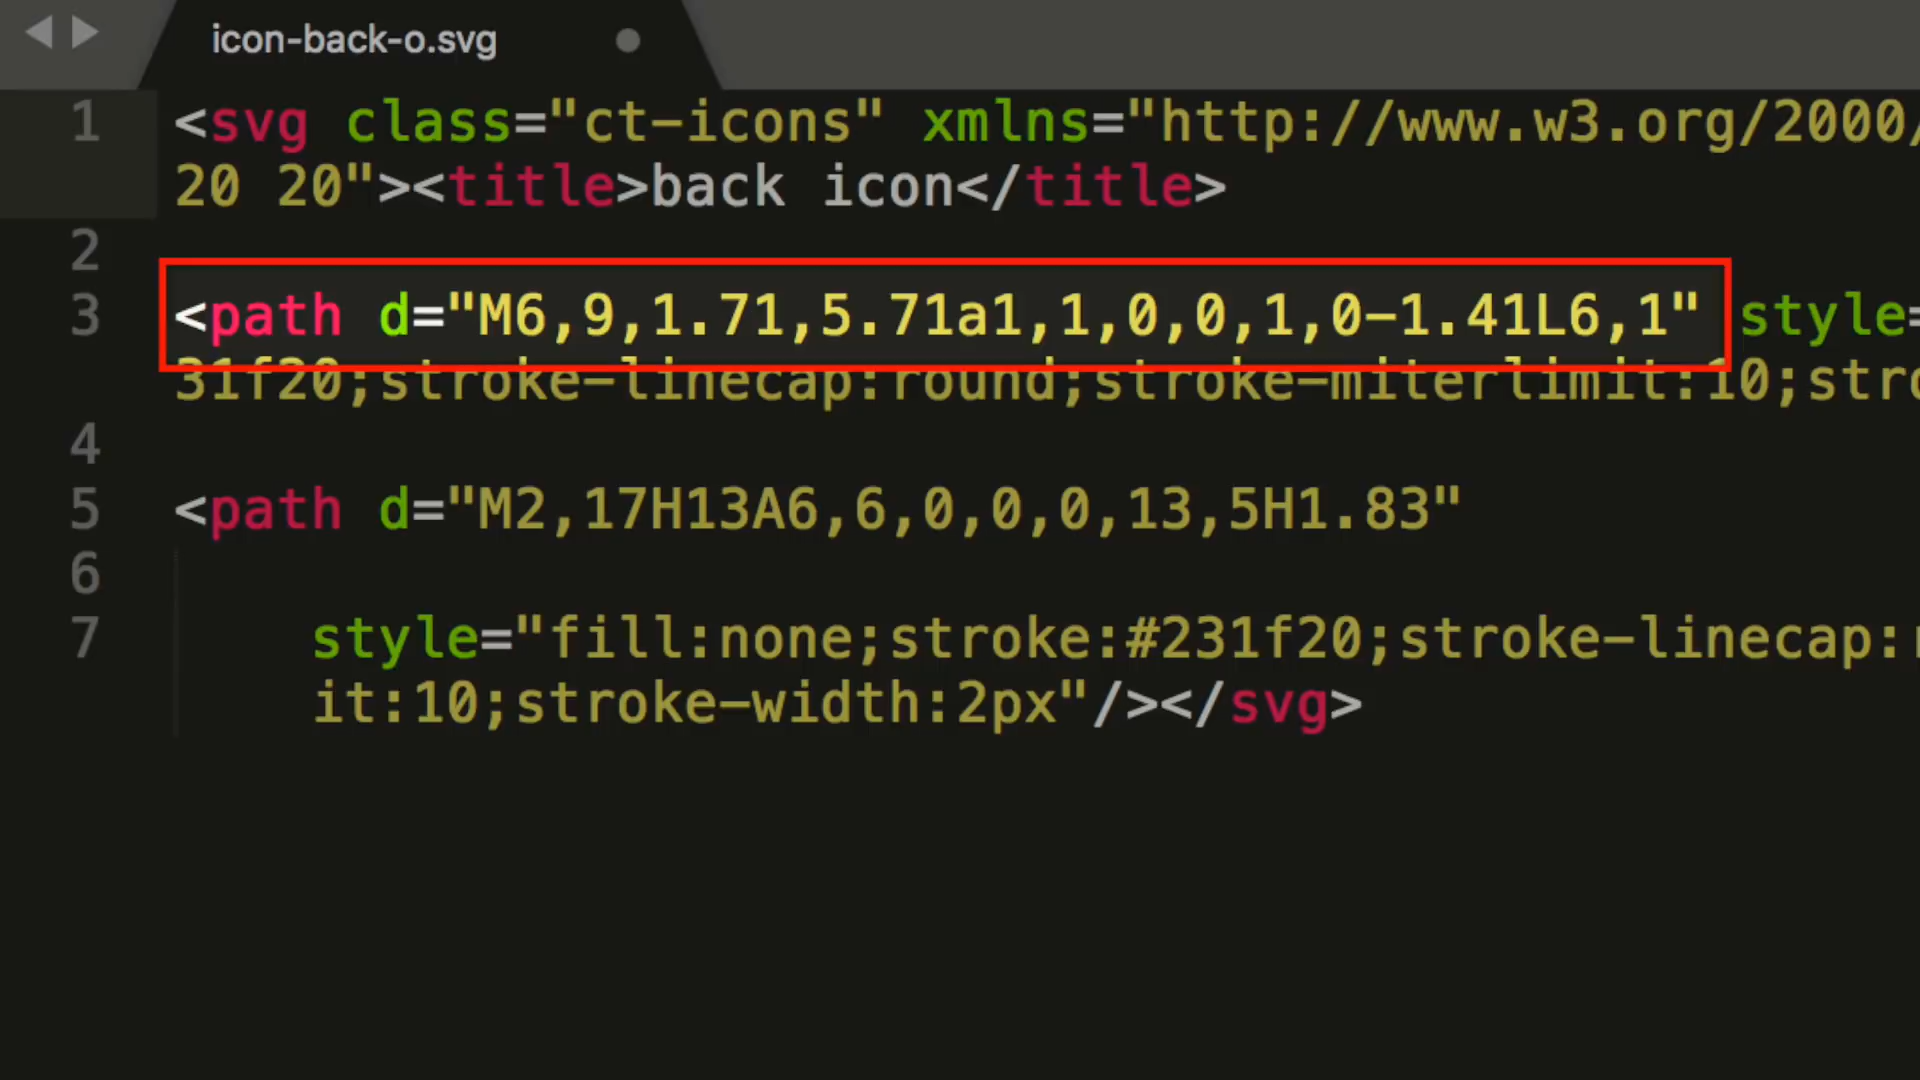 icon-back-o.svg
1 <svg class="ct-icons" xmlns="http://www.w3.org/2000/
20 20"><title>back icon</title>
2
3 <path d="M6,9,1.71,5.71a1,1,0,0,1,0-1.41L6,1" style=
31f20;stroke-linecap:round;stroke-miterlimit:10;stro
4
5 <path d="M2,17H13A6,6,0,0,0,13,5H1.83"
6
7 style="fill:none;stroke:#231f20;stroke-linecap:r
it:10;stroke-width:2px"/></svg>